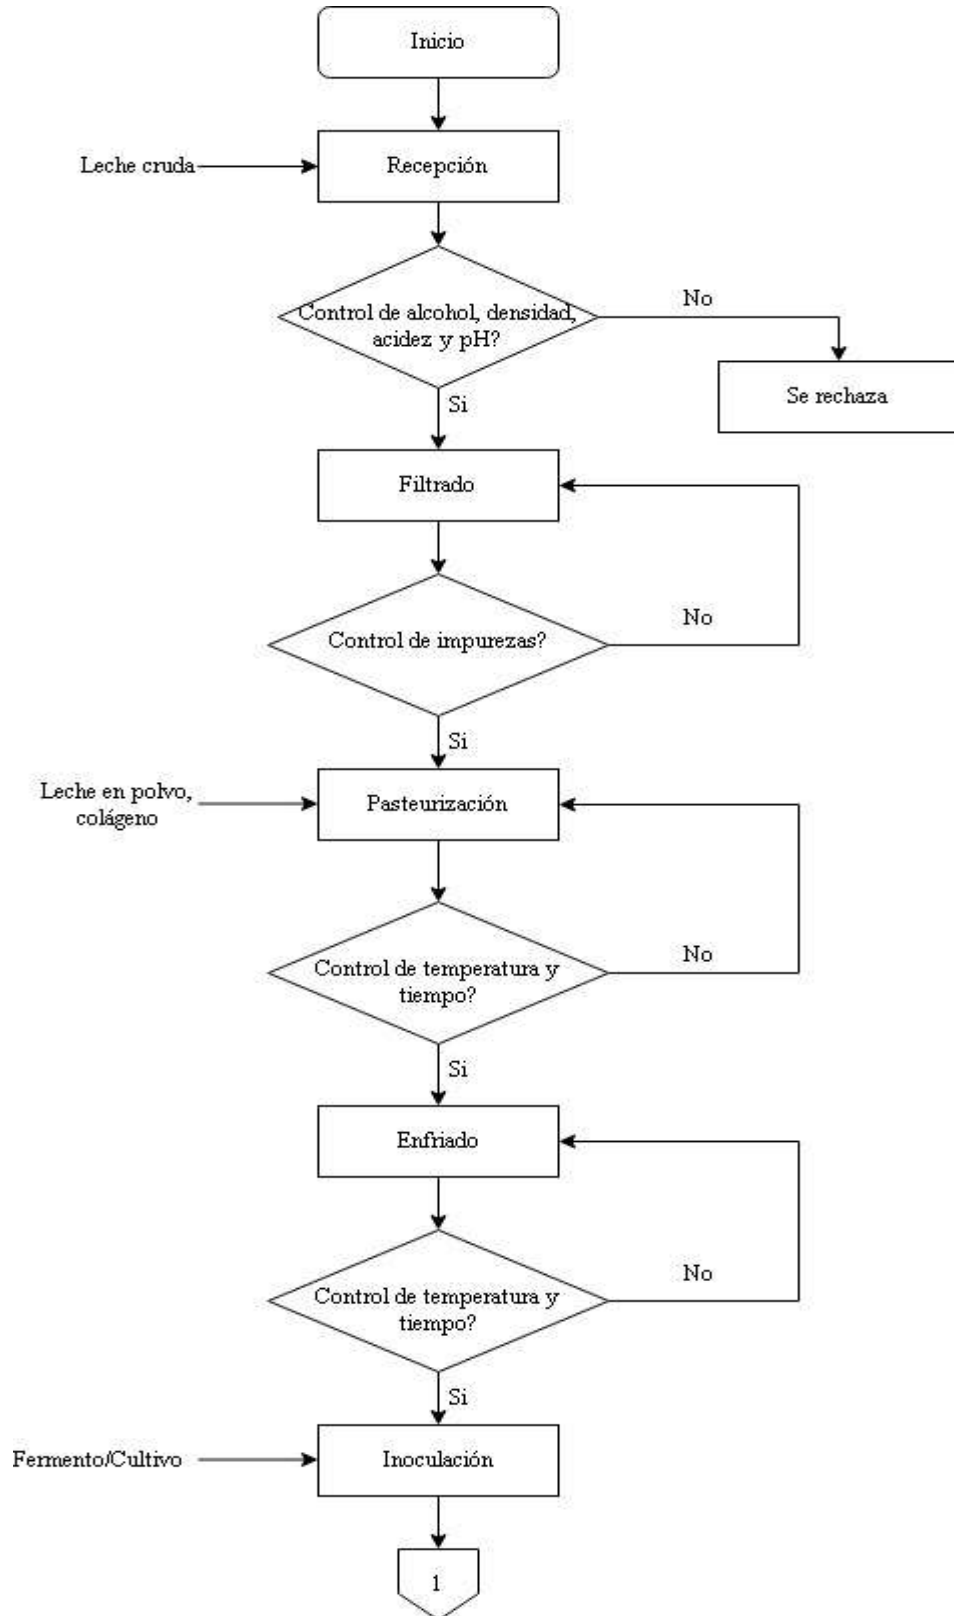 Inicio
Leche cruda
Recepción
Control de alcohol, densidad,
acidez y pH?
No
Se rechaza
Si
Filtrado
Control de impurezas?
No
Si
Leche en polvo,
colágeno
Pasteurización
Control de temperatura y
tiempo?
No
Si
Enfriado
Control de temperatura y
tiempo?
No
Si
Fermento/Cultivo
Inoculación
1